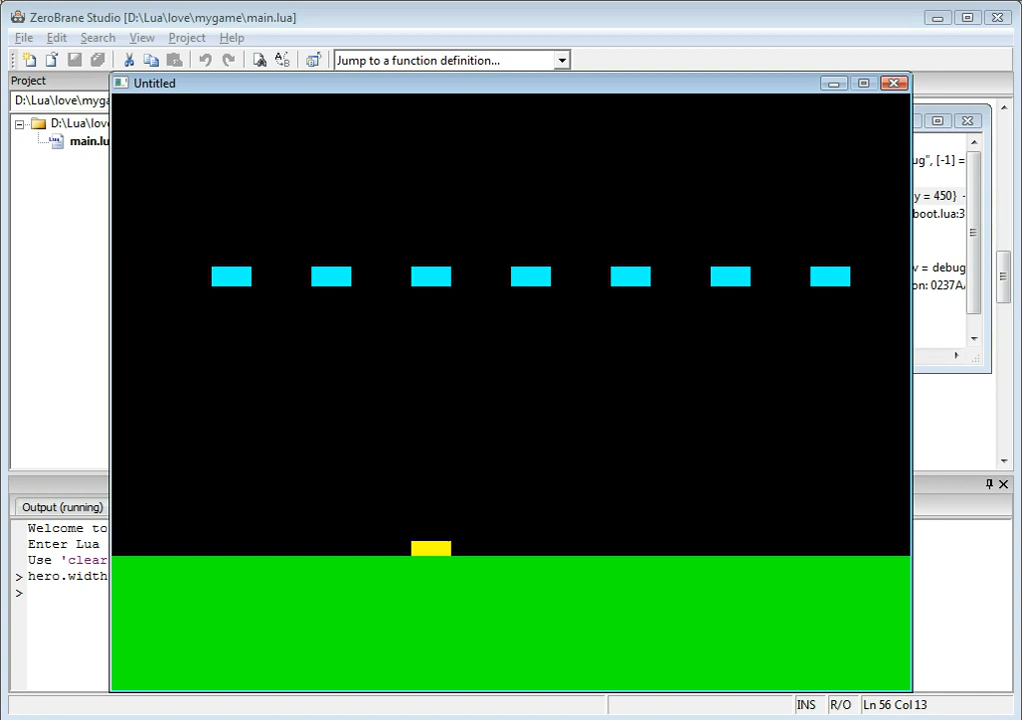 ZeroBrane Studio [D:\Lua\love\mygame\main.lua]
File Edit Search View Project Help
Jump to a function definition...
Project
Untitled
D:\Lua\love\myga
D:\Lua\love
main.lu
ug", [-1] =
y = 450}
boot.lua:3
v = debug
on: 0237A
Output (running)
Welcome to
Enter Lua
Use 'clear
> hero.width
>
INS R/O Ln 56 Col 13